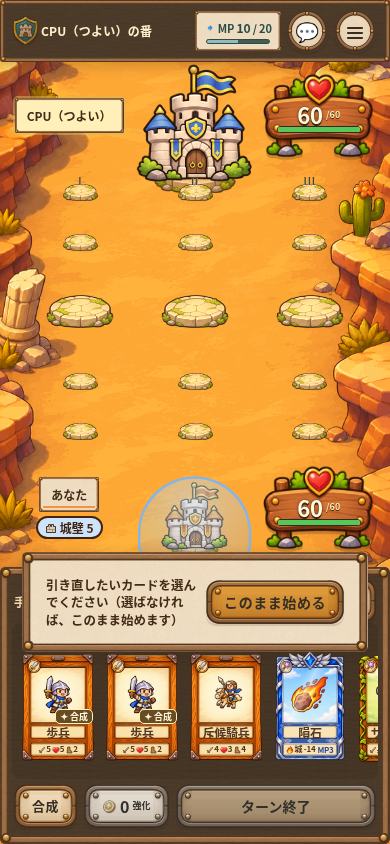 CPU（つよい）の番
MP 10 / 20
CPU（つよい）
60 /60
I
II
III
あなた
城壁 5
60 /60
手
引き直したいカードを選ん
でください（選ばなけれ
ば、このまま始めます）
このまま始める
合成
歩兵
5 5 2
合成
歩兵
5 5 2
斥候騎兵
4 3 4
隕石
城 -14 MP3
合成
0 強化
ターン終了